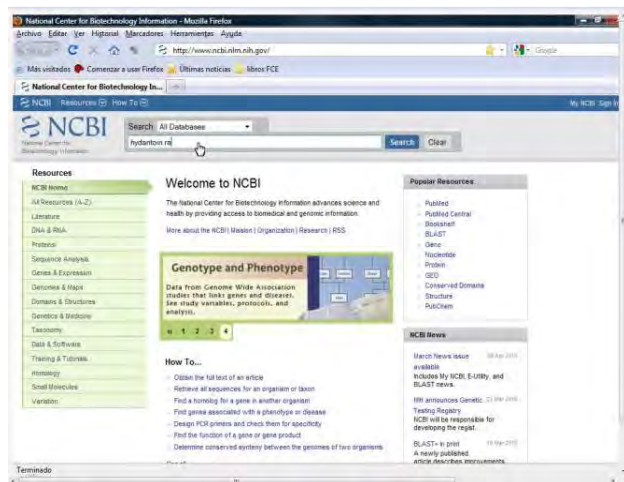 National Center for Biotechnology Information - Mozilla Firefox
Archivo Editar Ver Historial Marcadores Herramientas Ayuda
http://www.ncbi.nlm.nih.gov/
Google
Más visitados Comenzar a usar Firefox Últimas noticias libros FCE
National Center for Biotechnology In...
NCBI Resources How To
My NCBI Sign In
NCBI
National Center for
Biotechnology Information
Search All Databases
hydantoin ra
Search Clear
Resources
NCBI Home
All Resources (A-Z)
Literature
DNA & RNA
Proteins
Sequence Analysis
Genes & Expression
Genomes & Maps
Domains & Structures
Genetics & Medicine
Taxonomy
Data & Software
Training & Tutorials
Homology
Small Molecules
Variation
Welcome to NCBI
The National Center for Biotechnology Information advances science and
health by providing access to biomedical and genomic information.
More about the NCBI | Mission | Organization | Research | RSS
Genotype and Phenotype
Data from Genome Wide Association
studies that links genes and diseases.
See study variables, protocols, and
analysis.
1 2 3 4
How To...
Obtain the full text of an article
Retrieve all sequences for an organism or taxon
Find a homolog for a gene in another organism
Find genes associated with a phenotype or disease
Design PCR primers and check them for specificity
Find the function of a gene or gene product
Determine conserved synteny between the genomes of two organisms
Popular Resources
PubMed
PubMed Central
Bookshelf
BLAST
Gene
Nucleotide
Protein
GEO
Conserved Domains
Structure
PubChem
NCBI News
March News issue
available
Includes My NCBI, E-Utility, and
BLAST news.
NIH announces Genetic
Testing Registry
NCBI will be responsible for
developing the regist.
BLAST+ in print
A newly published
article describes improvements
Terminado